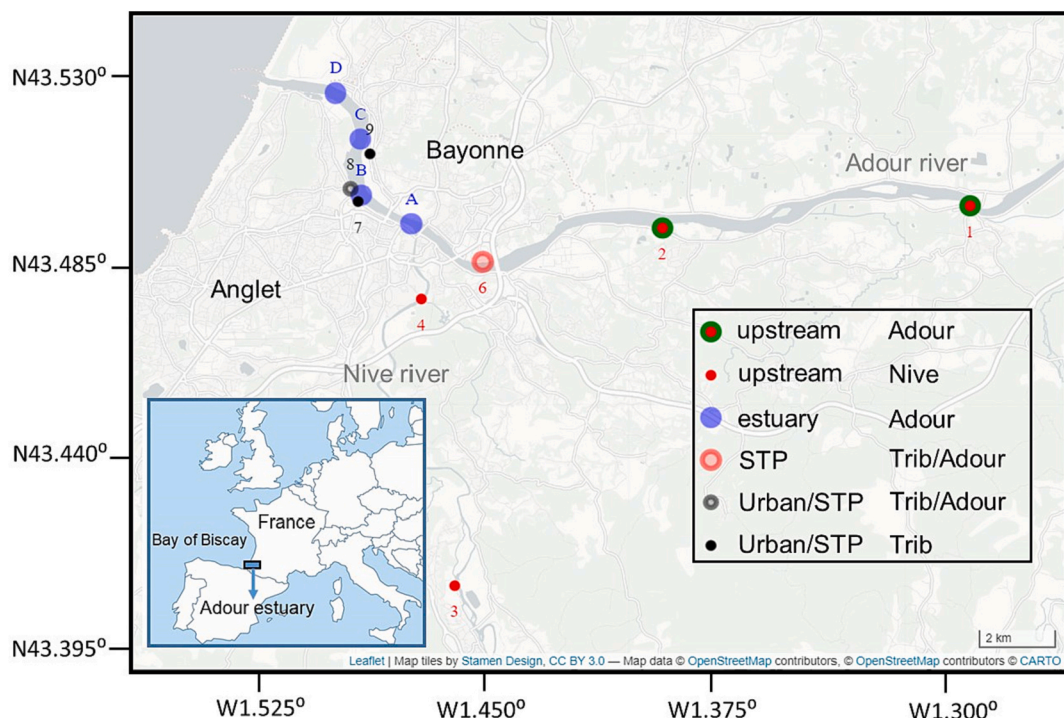 N43.530°
N43.485°
N43.440°
N43.395°
D
C
9
8
B
7
A
Bayonne
Anglet
Adour river
Nive river
1
2
6
4
3
upstream Adour
upstream Nive
estuary Adour
STP Trib/Adour
Urban/STP Trib/Adour
Urban/STP Trib
France
Bay of Biscay
Adour estuary
2 km
Leaflet | Map tiles by Stamen Design, CC BY 3.0 — Map data © OpenStreetMap contributors, © OpenStreetMap contributors © CARTO
W1.525° W1.450° W1.375° W1.300°